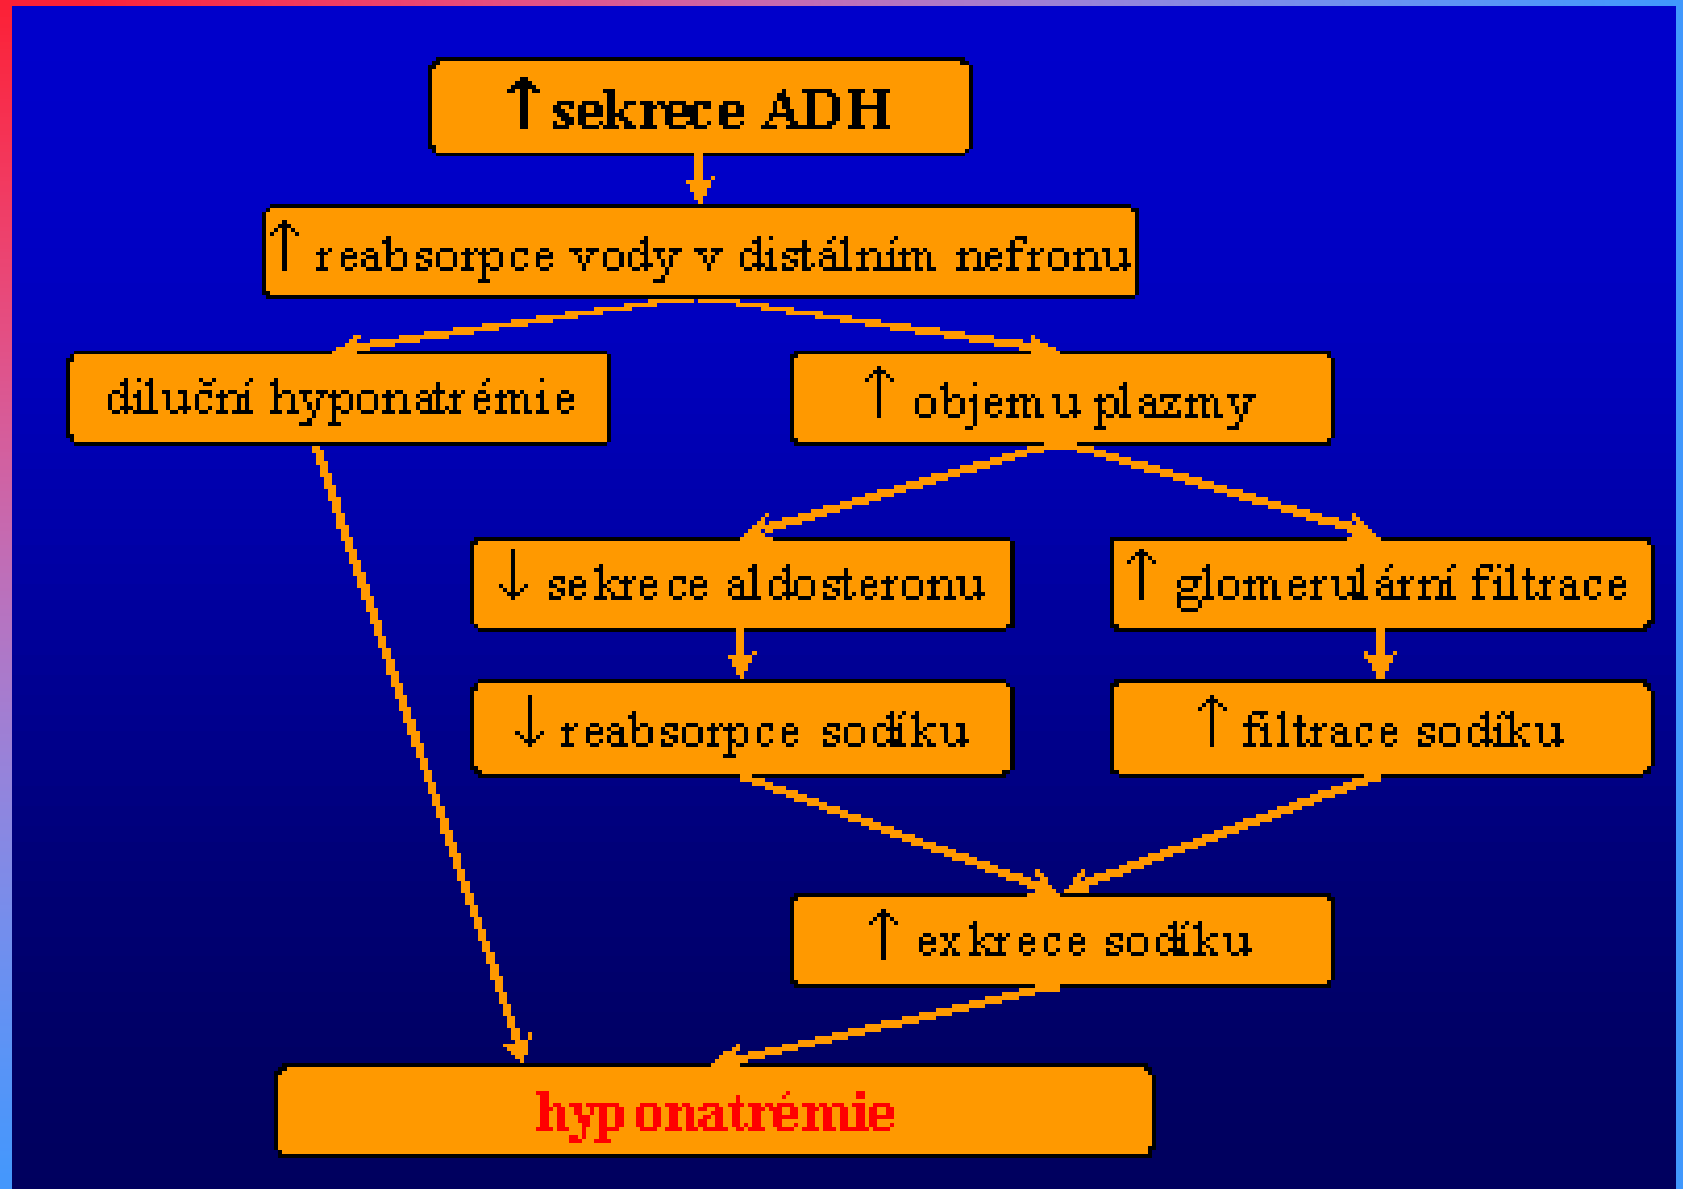 ↑ sekrece ADH
↑ reabsorpce vody v distálním nefronu
diluční hyponatrémie
↑ objemu plazmy
↓ sekrece aldosteronu
↑ glomerulární filtrace
↓ reabsorpce sodíku
↑ filtrace sodíku
↑ exkrece sodíku
hyponatrémie